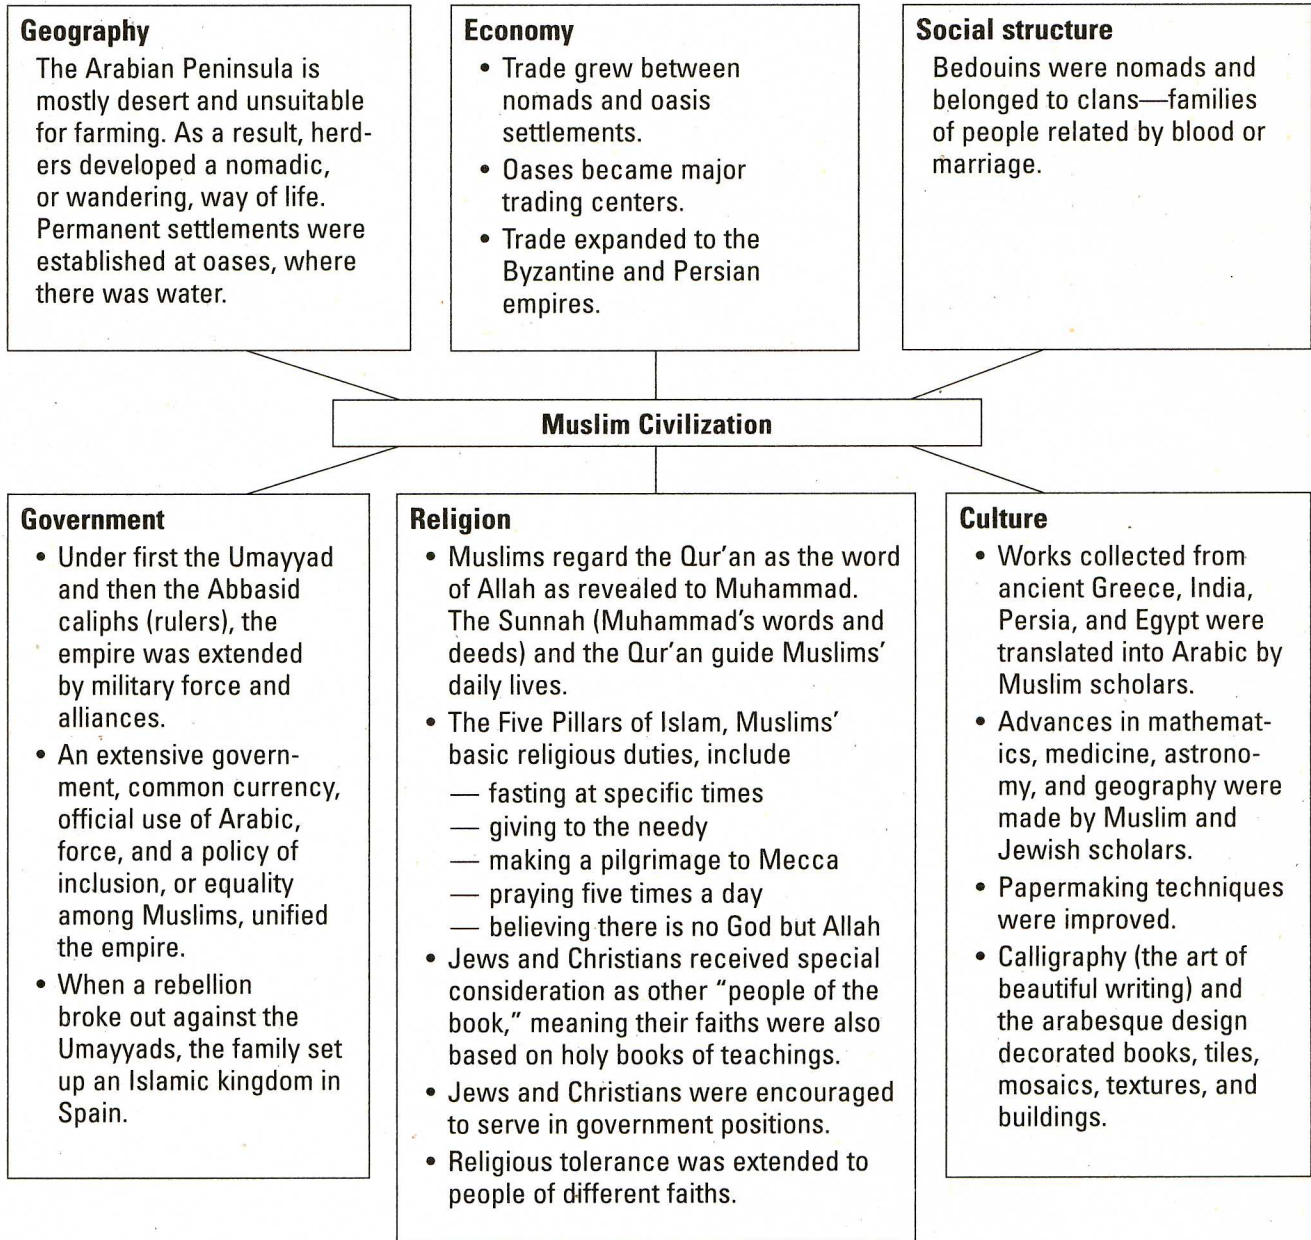 Geography
The Arabian Peninsula is
mostly desert and unsuitable
for farming. As a result, herd-
ers developed a nomadic,
or wandering, way of life.
Permanent settlements were
established at oases, where
there was water.
Economy
• Trade grew between
nomads and oasis
settlements.
• Oases became major
trading centers.
• Trade expanded to the
Byzantine and Persian
empires.
Social structure
Bedouins were nomads and
belonged to clans—families
of people related by blood or
marriage.
Muslim Civilization
Government
• Under first the Umayyad
and then the Abbasid
caliphs (rulers), the
empire was extended
by military force and
alliances.
• An extensive govern-
ment, common currency,
official use of Arabic,
force, and a policy of
inclusion, or equality
among Muslims, unified
the empire.
• When a rebellion
broke out against the
Umayyads, the family set
up an Islamic kingdom in
Spain.
Religion
• Muslims regard the Qur'an as the word
of Allah as revealed to Muhammad.
The Sunnah (Muhammad's words and
deeds) and the Qur'an guide Muslims'
daily lives.
• The Five Pillars of Islam, Muslims'
basic religious duties, include
— fasting at specific times
— giving to the needy
— making a pilgrimage to Mecca
— praying five times a day
— believing there is no God but Allah
• Jews and Christians received special
consideration as other "people of the
book," meaning their faiths were also
based on holy books of teachings.
• Jews and Christians were encouraged
to serve in government positions.
• Religious tolerance was extended to
people of different faiths.
Culture
• Works collected from
ancient Greece, India,
Persia, and Egypt were
translated into Arabic by
Muslim scholars.
• Advances in mathemat-
ics, medicine, astrono-
my, and geography were
made by Muslim and
Jewish scholars.
• Papermaking techniques
were improved.
• Calligraphy (the art of
beautiful writing) and
the arabesque design
decorated books, tiles,
mosaics, textures, and
buildings.